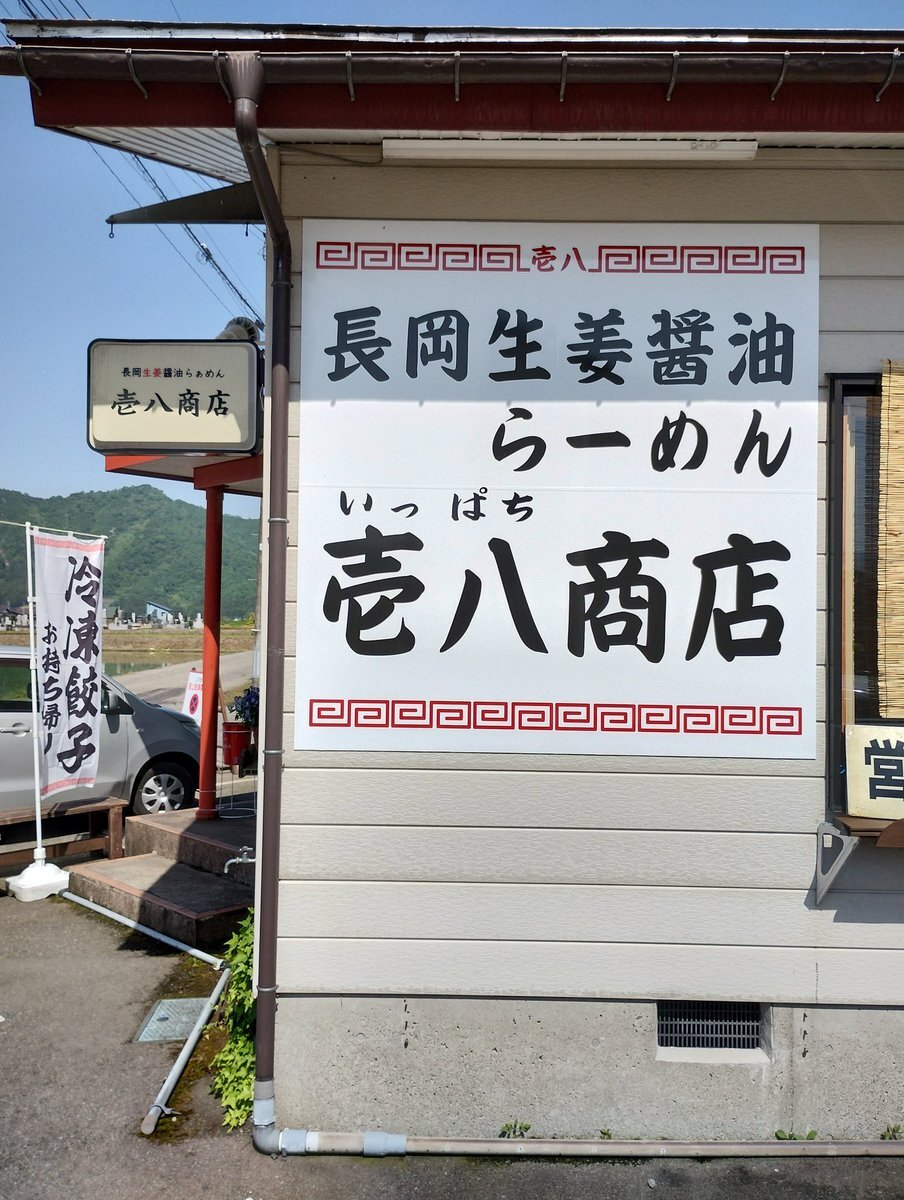 壱八
長岡生姜醤油
らーめん
いっぱち
壱八商店
長岡生姜醤油らぁめん
壱八商店
冷凍餃子
お持ち帰り
営